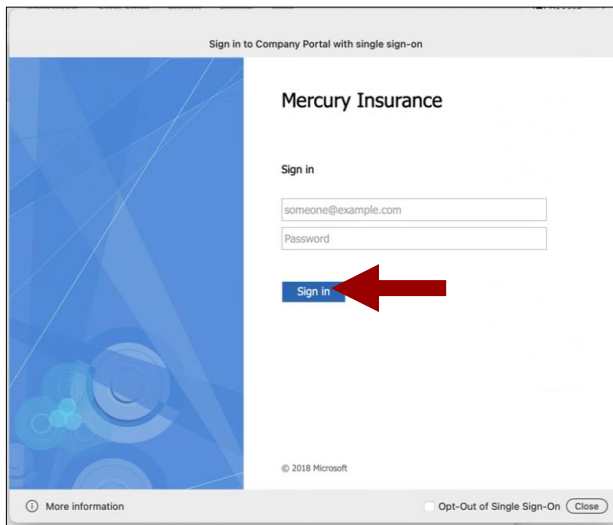 Sign in to Company Portal with single sign-on
Mercury Insurance
Sign in
someone@example.com
Password
Sign in
© 2018 Microsoft
More information
Opt-Out of Single Sign-On Close